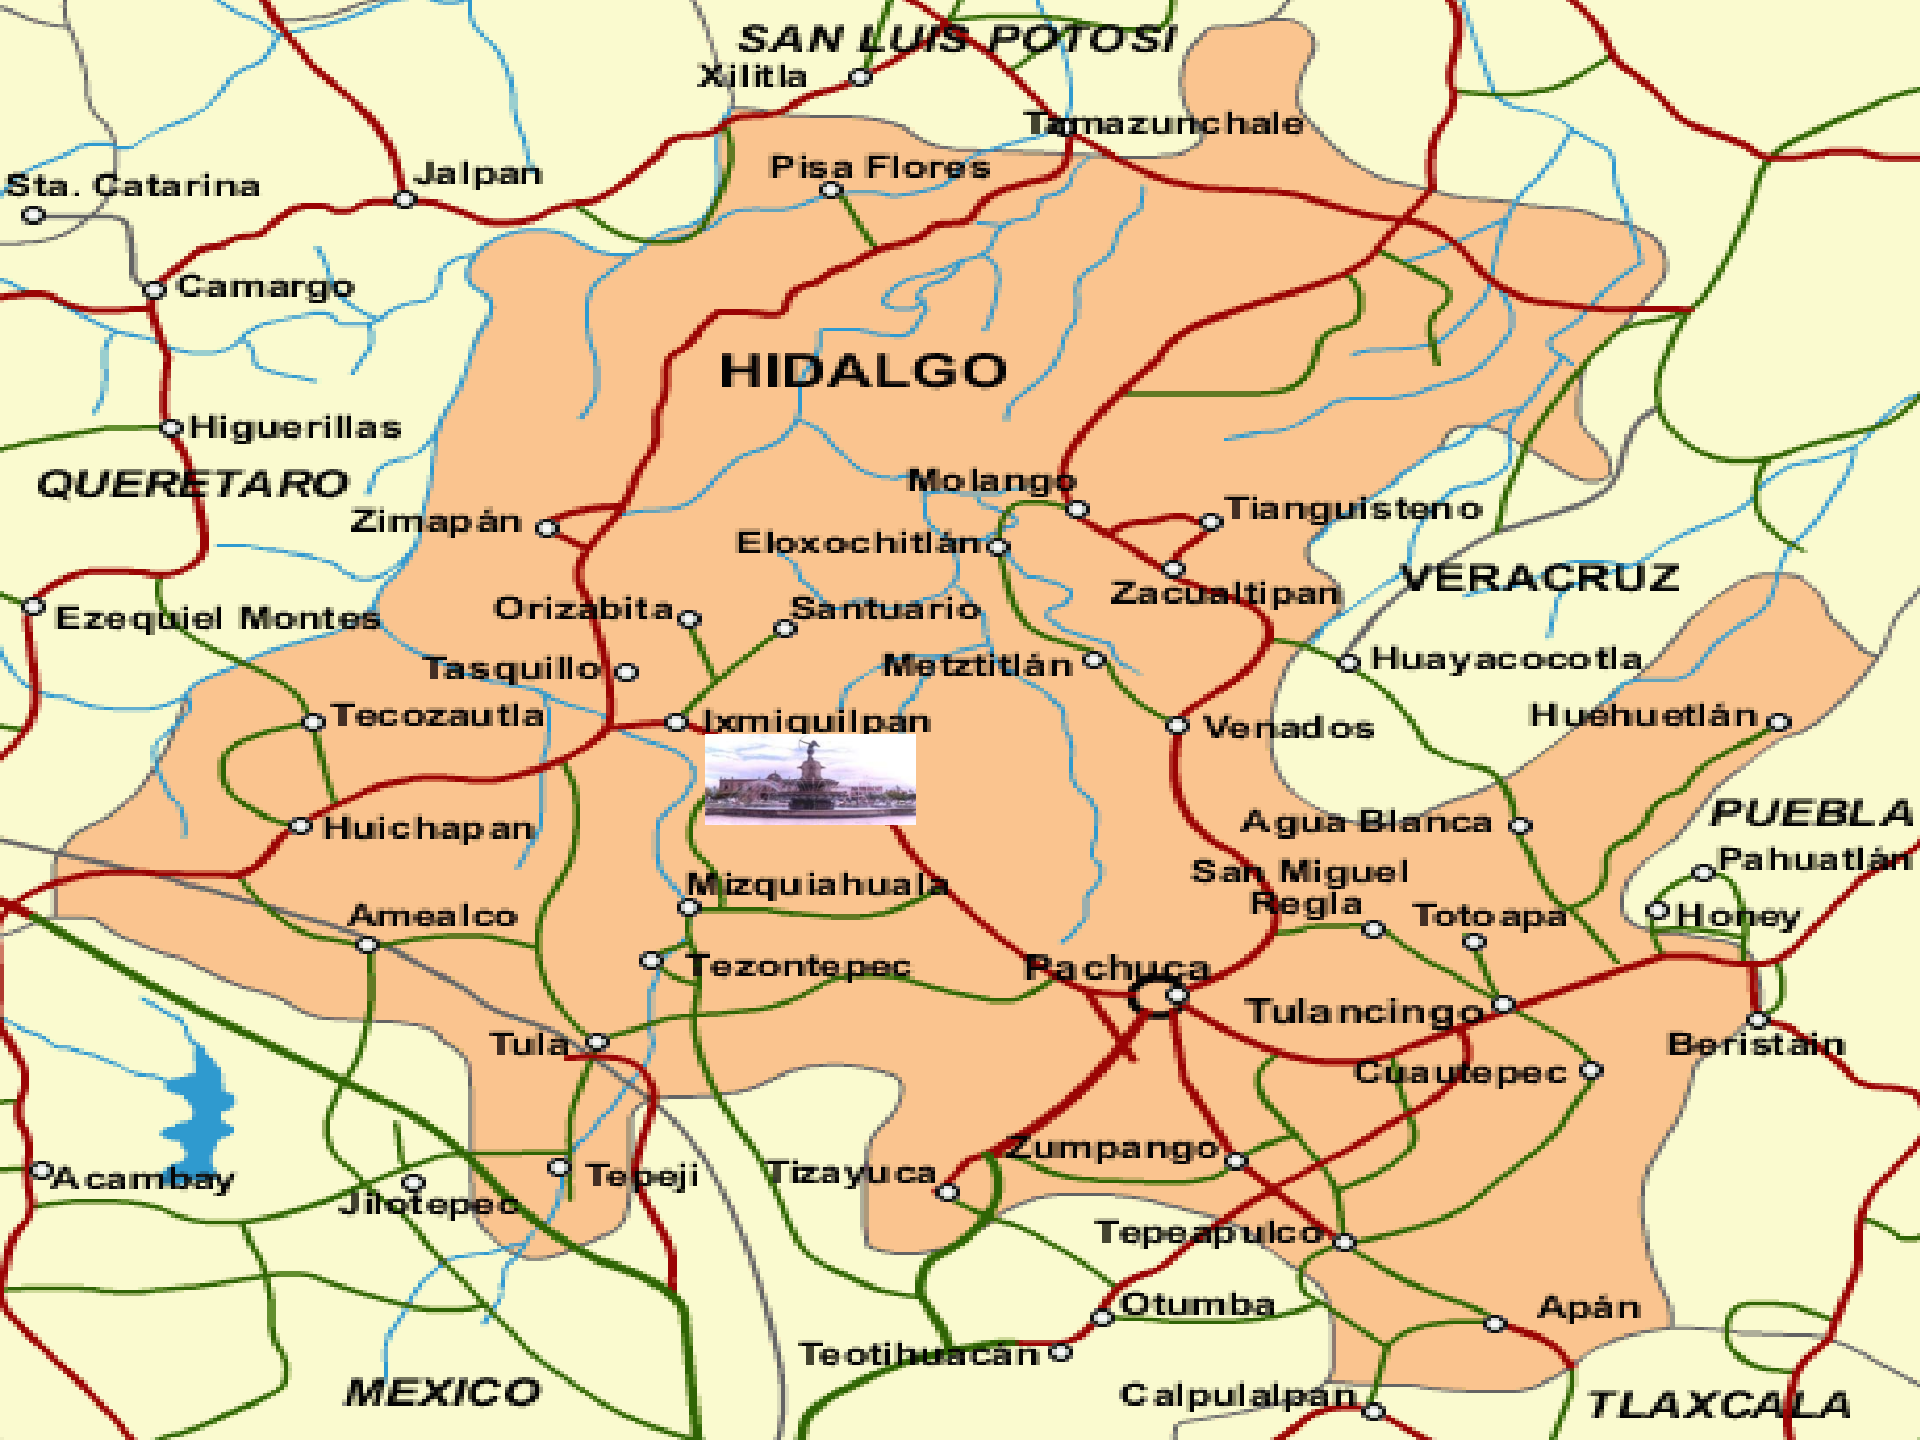 SAN LUIS POTOSI
Xilitla
Tamazunchale
Pisa Flores
Jalpan
Sta. Catarina
Camargo
HIDALGO
Higuerillas
QUERETARO
Molango
Tianguisteno
Zimapán
Eloxochitlán
VERACRUZ
Zacualtipan
Ezequiel Montes
Orizabita
Santuario
Tasquillo
Metztitlán
Huayacocotla
Tecozautla
Ixmiquilpan
Venados
Huehuetlán
Huichapan
Agua Blanca
PUEBLA
Pahuatlán
San Miguel
Regla
Mizquiahuala
Amealco
Totoapa
Honey
Tezontepec
Pachuca
Tulancingo
Tula
Beristain
Cuautepec
Zumpango
Acambay
Jilotepec
Tepeji
Tizayuca
Tepeapulco
Otumba
Apán
Teotihuacán
MEXICO
Calpulalpán
TLAXCALA